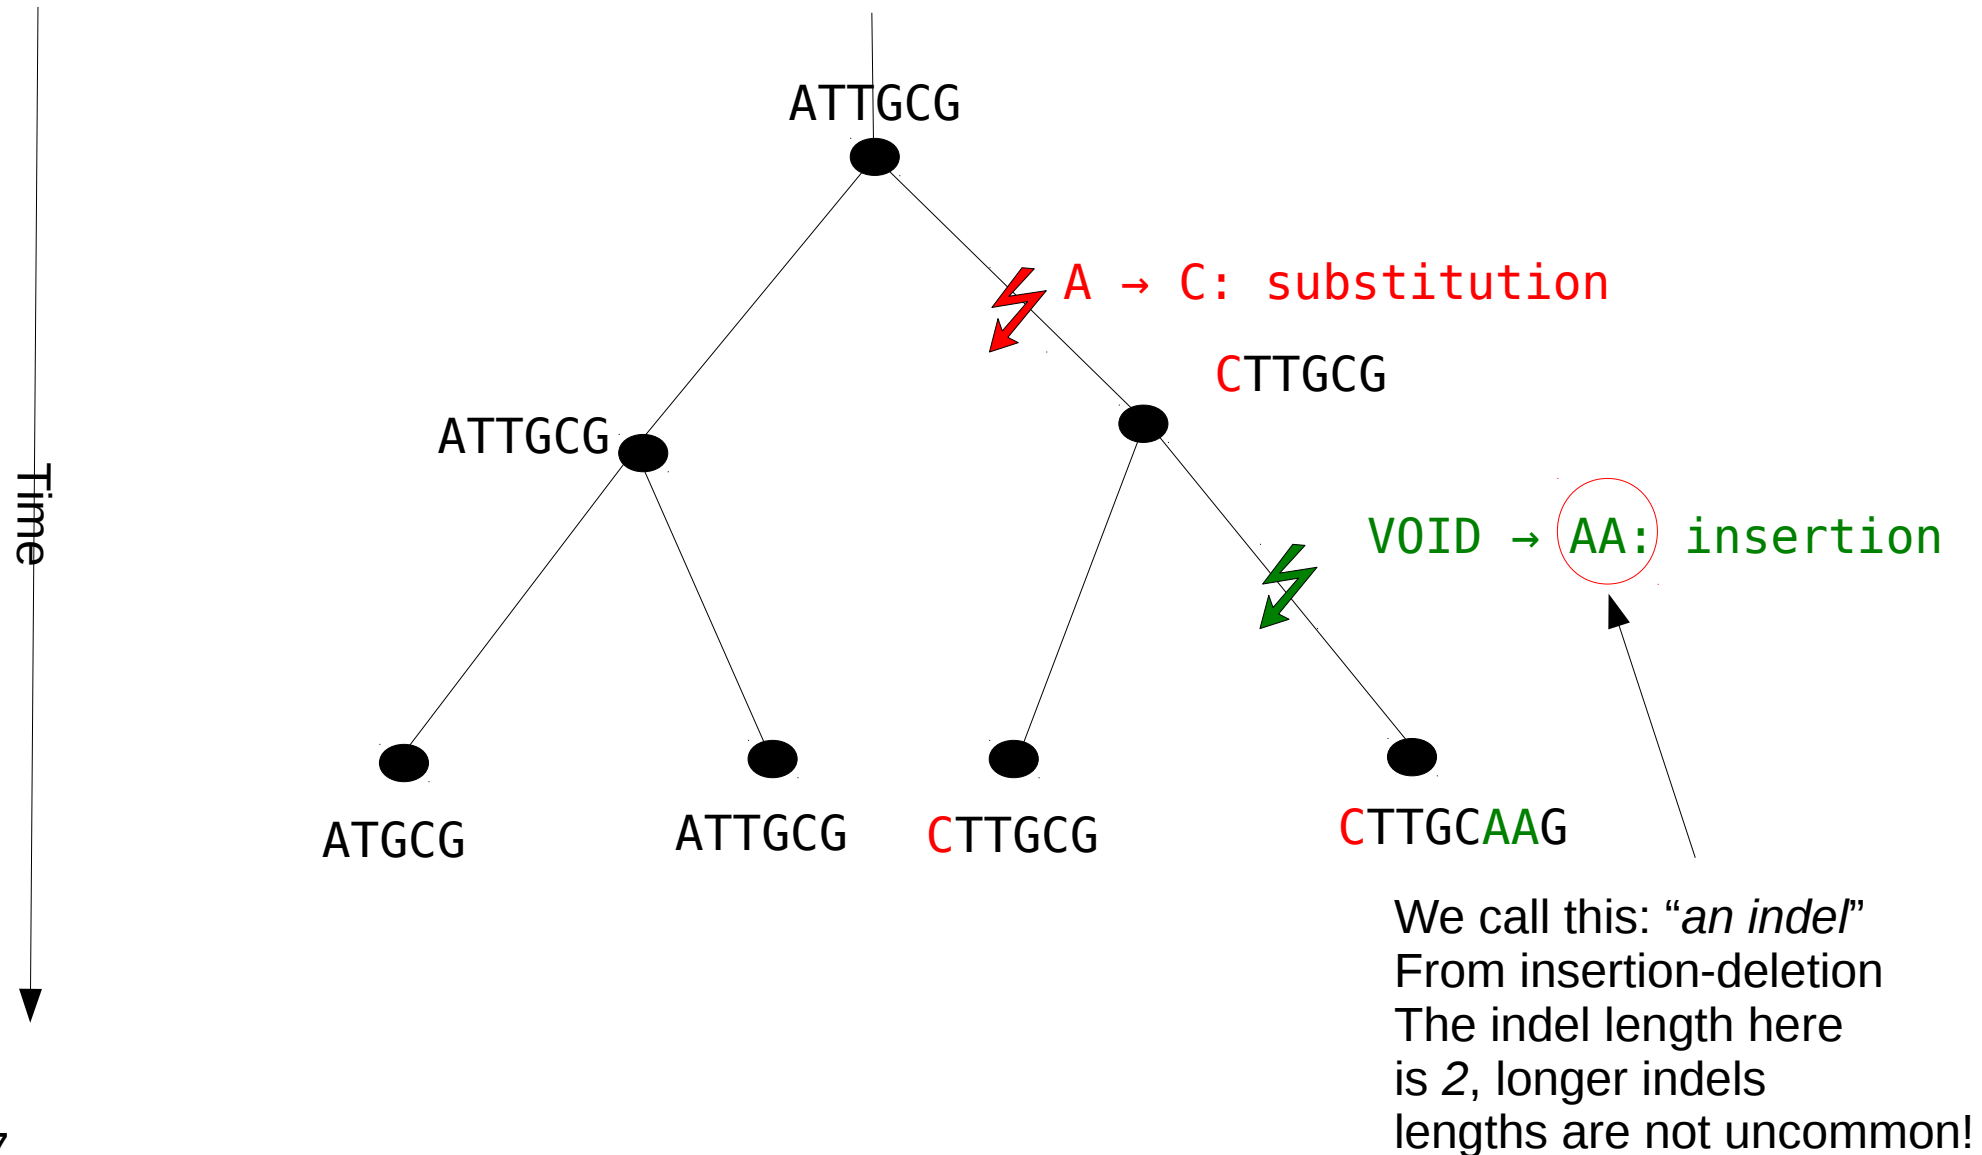 ATTGCG
A → C: substitution
CTTGCG
ATTGCG
Time
VOID → AA: insertion
ATGCG
ATTGCG
CTTGCG
CTTGCAAG
We call this: “an indel”
From insertion-deletion
The indel length here
is 2, longer indels
lengths are not uncommon!